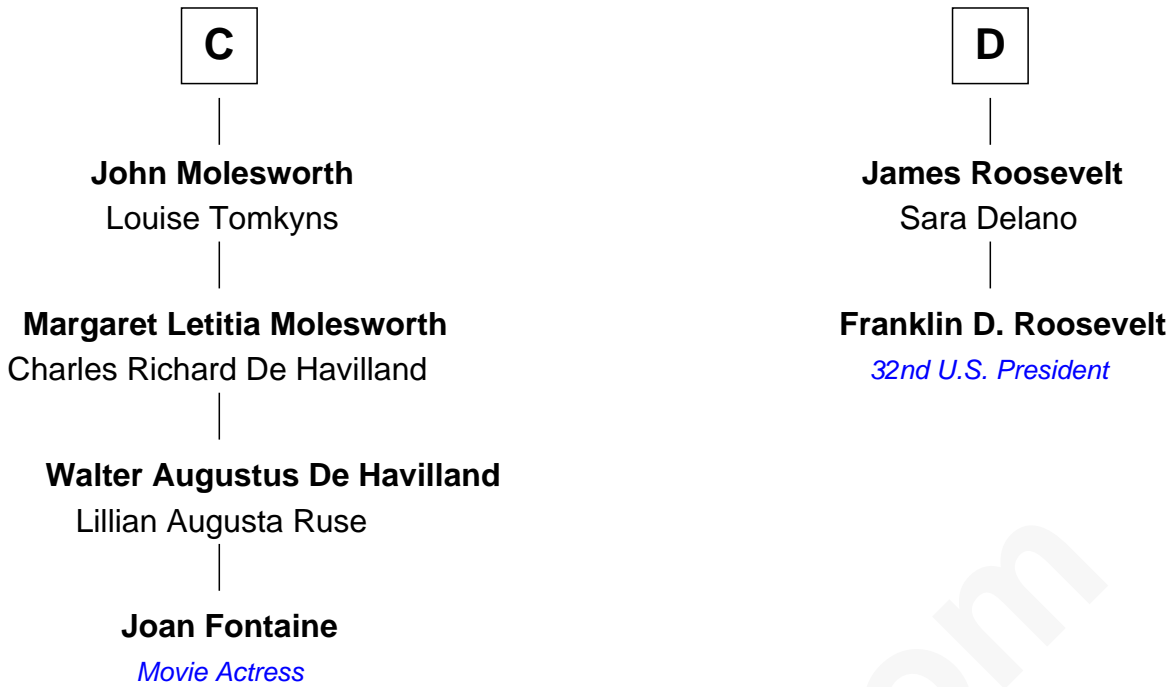 C
John Molesworth
Louise Tomkyns
Margaret Letitia Molesworth
Charles Richard De Havilland
Walter Augustus De Havilland
Lillian Augusta Ruse
Joan Fontaine
Movie Actress
D
James Roosevelt
Sara Delano
Franklin D. Roosevelt
32nd U.S. President
om